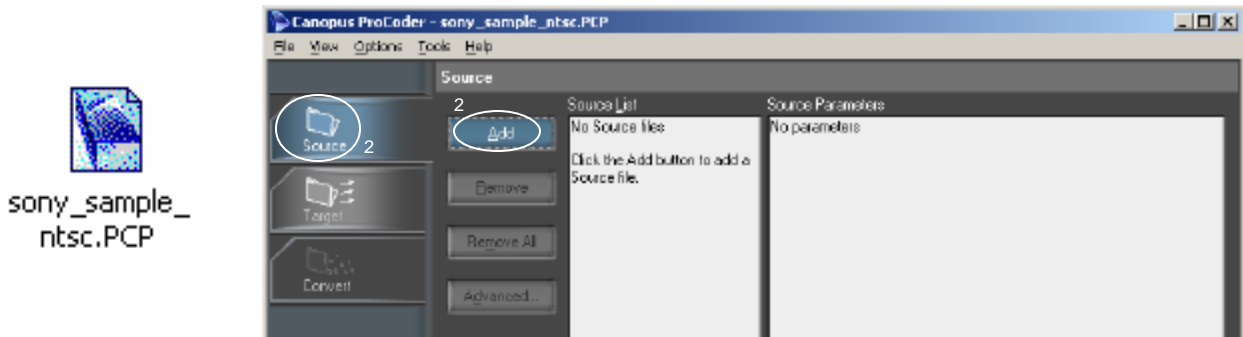 sony_sample_
ntsc.PCP
Canopus ProCoder - sony_sample_ntsc.PCP
File View Options Tools Help
Source
Source 2
Target
Convert
2
Add
Remove
Remove All
Advanced...
Source List
No Source files
Click the Add button to add a
Source file.
Source Parameters
No parameters